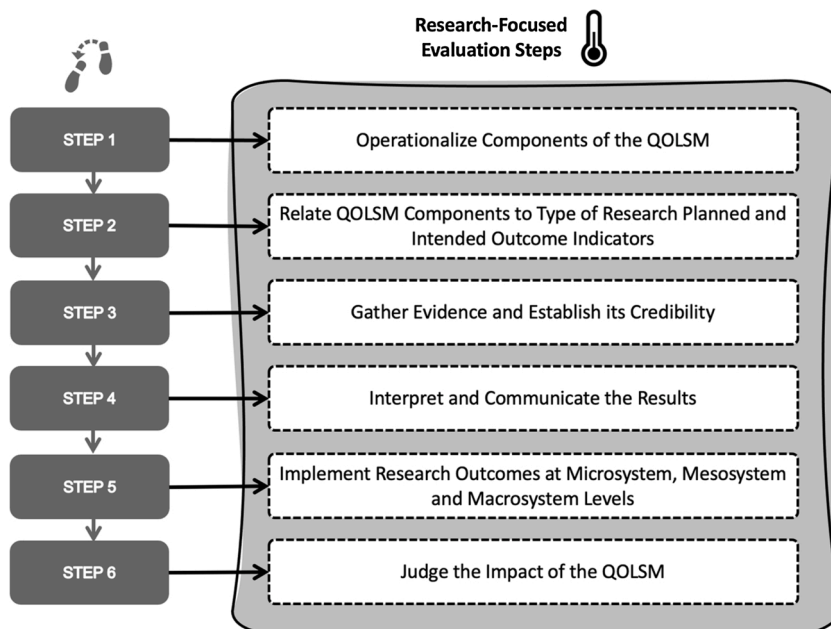 Research-Focused
Evaluation Steps
STEP 1
Operationalize Components of the QOLSM
STEP 2
Relate QOLSM Components to Type of Research Planned and
Intended Outcome Indicators
STEP 3
Gather Evidence and Establish its Credibility
STEP 4
Interpret and Communicate the Results
STEP 5
Implement Research Outcomes at Microsystem, Mesosystem
and Macrosystem Levels
STEP 6
Judge the Impact of the QOLSM